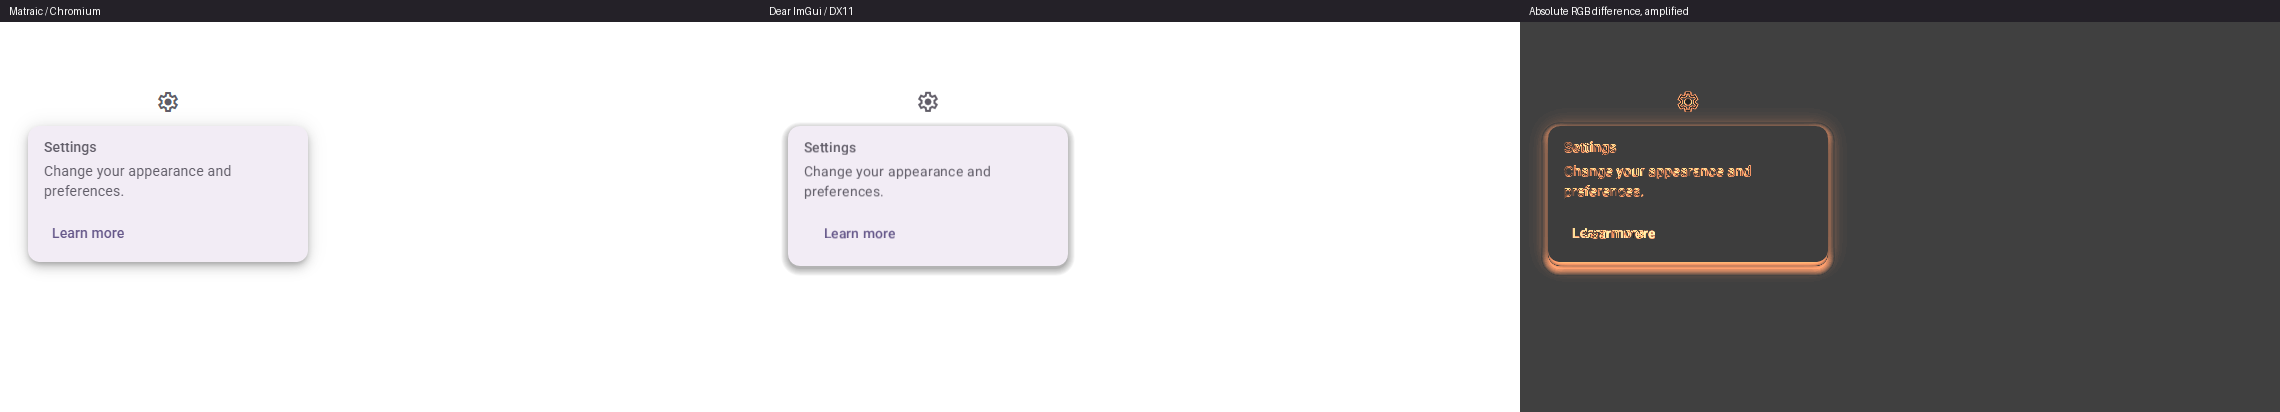 Matraic / Chromium
Dear ImGui / DX11
Absolute RGB difference, amplified
Settings
Change your appearance and
preferences.
Learn more
Settings
Change your appearance and
preferences.
Learn more
Settings
Change your appearance and
preferences.